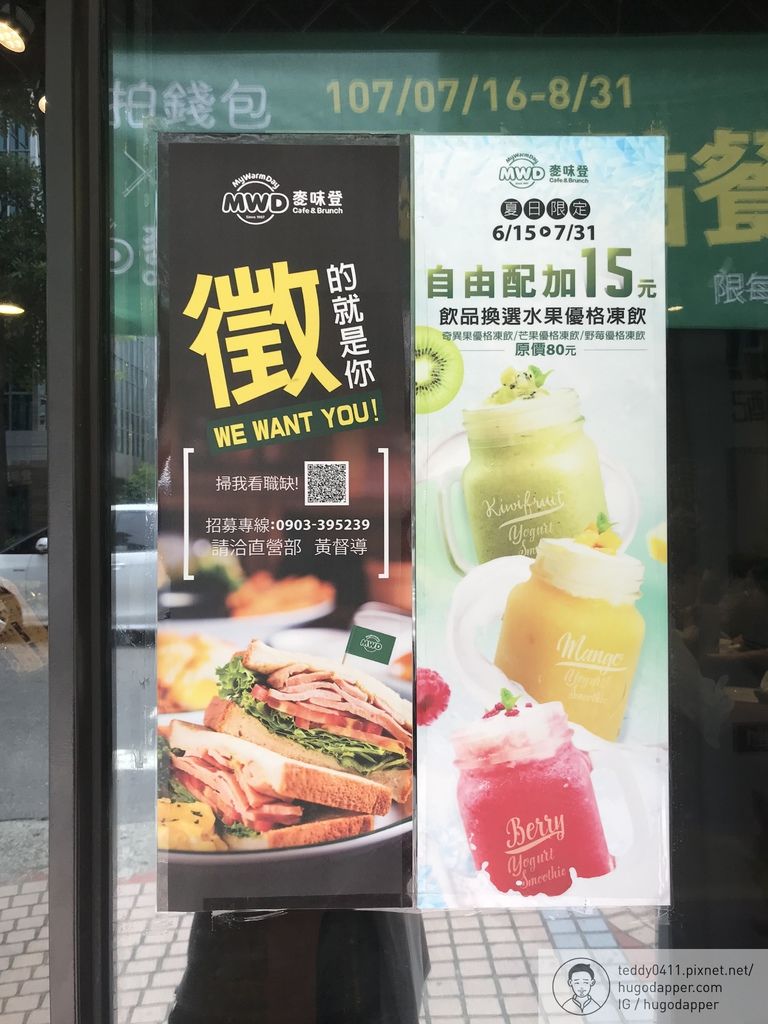 拍錢包
107/07/16-8/31
餐
限每
MyWarmDay
MWD
Since 1987
麥味登
Cafe & Brunch
徵
的就是你
WE WANT YOU!
掃我看職缺!
招募專線:0903-395239
請洽直營部 黃督導
MWD
MyWarmDay
MWD
麥味登
Cafe & Brunch
夏日限定
6/15 7/31
自由配加15元
飲品換選水果優格凍飲
奇異果優格凍飲/芒果優格凍飲/野莓優格凍飲
原價80元
Kiwifruit
Yogurt
Mango
Yogurt
Smoothie
Berry
Yogurt
Smoothie
teddy0411.pixnet.net/
hugodapper.com
IG / hugodapper